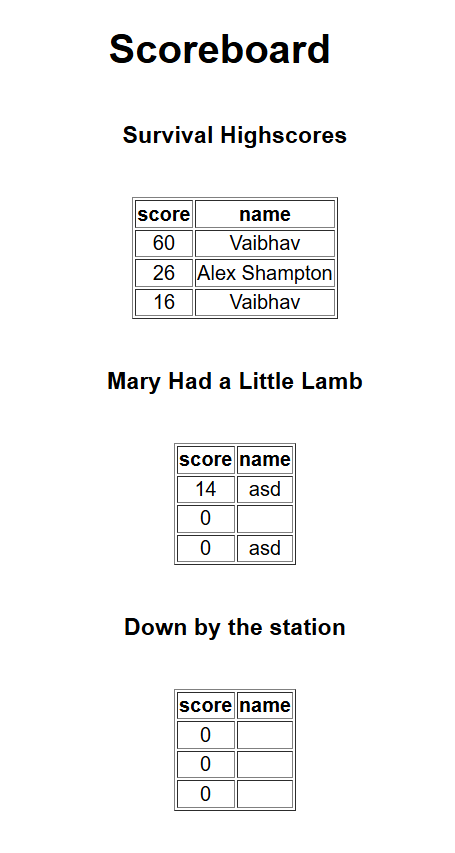 Scoreboard
Survival Highscores
score name
60 Vaibhav
26 Alex Shampton
16 Vaibhav
Mary Had a Little Lamb
score name
14 asd
0
0 asd
Down by the station
score name
0
0
0